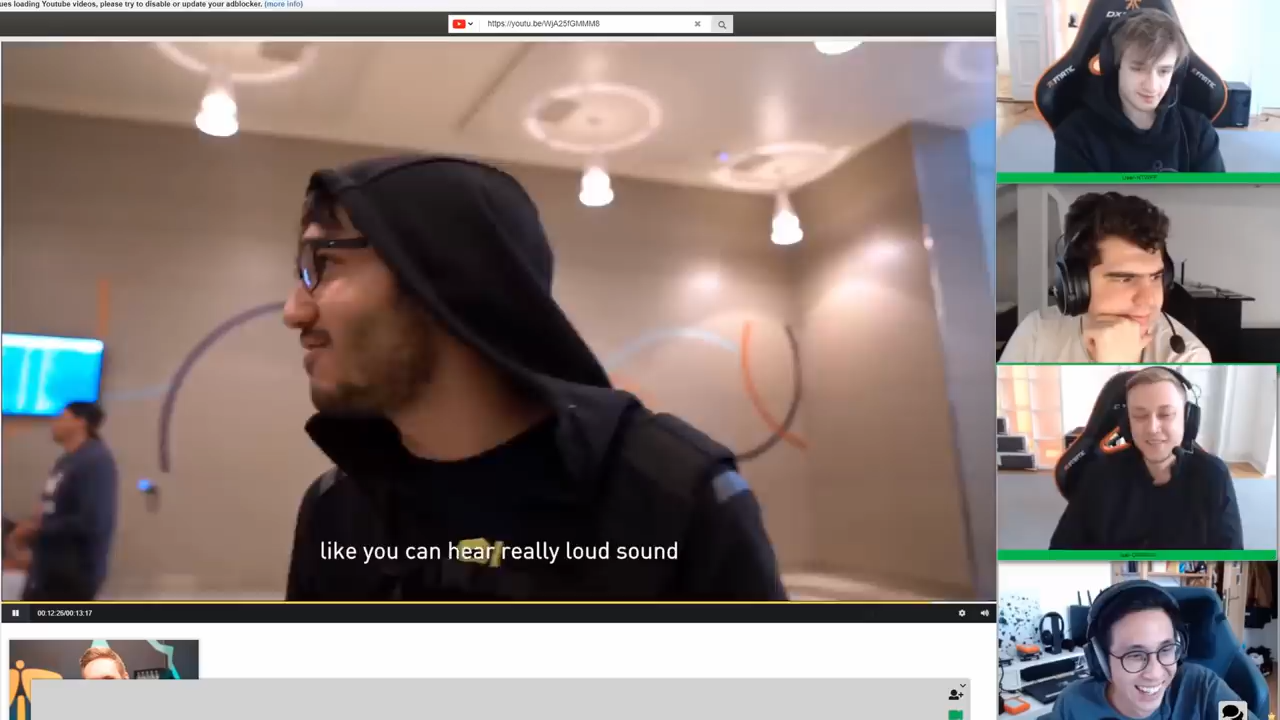 ues loading Youtube videos, please try to disable or update your adblocker. (more info)
https://youtu.be/WjA25fGMMM8
like you can hear really loud sound
00:12:25/00:13:17